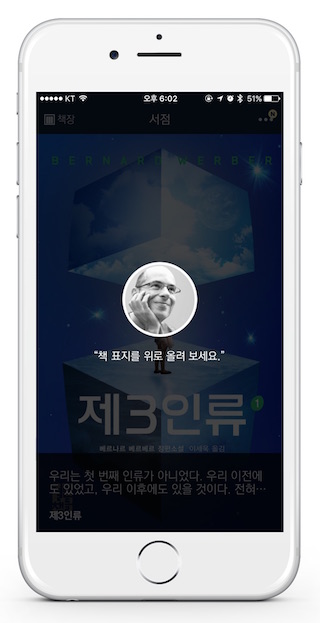 KT 오후 6:02 51%
책장 서점
BERNARD WERBER
“책 표지를 위로 올려 보세요.”
제3인류 1
베르나르 베르베르 장편소설, 이세욱 옮김
우리는 첫 번째 인류가 아니었다. 우리 이전에
도 있었고, 우리 이후에도 있을 것이다. 전혀…
제3인류